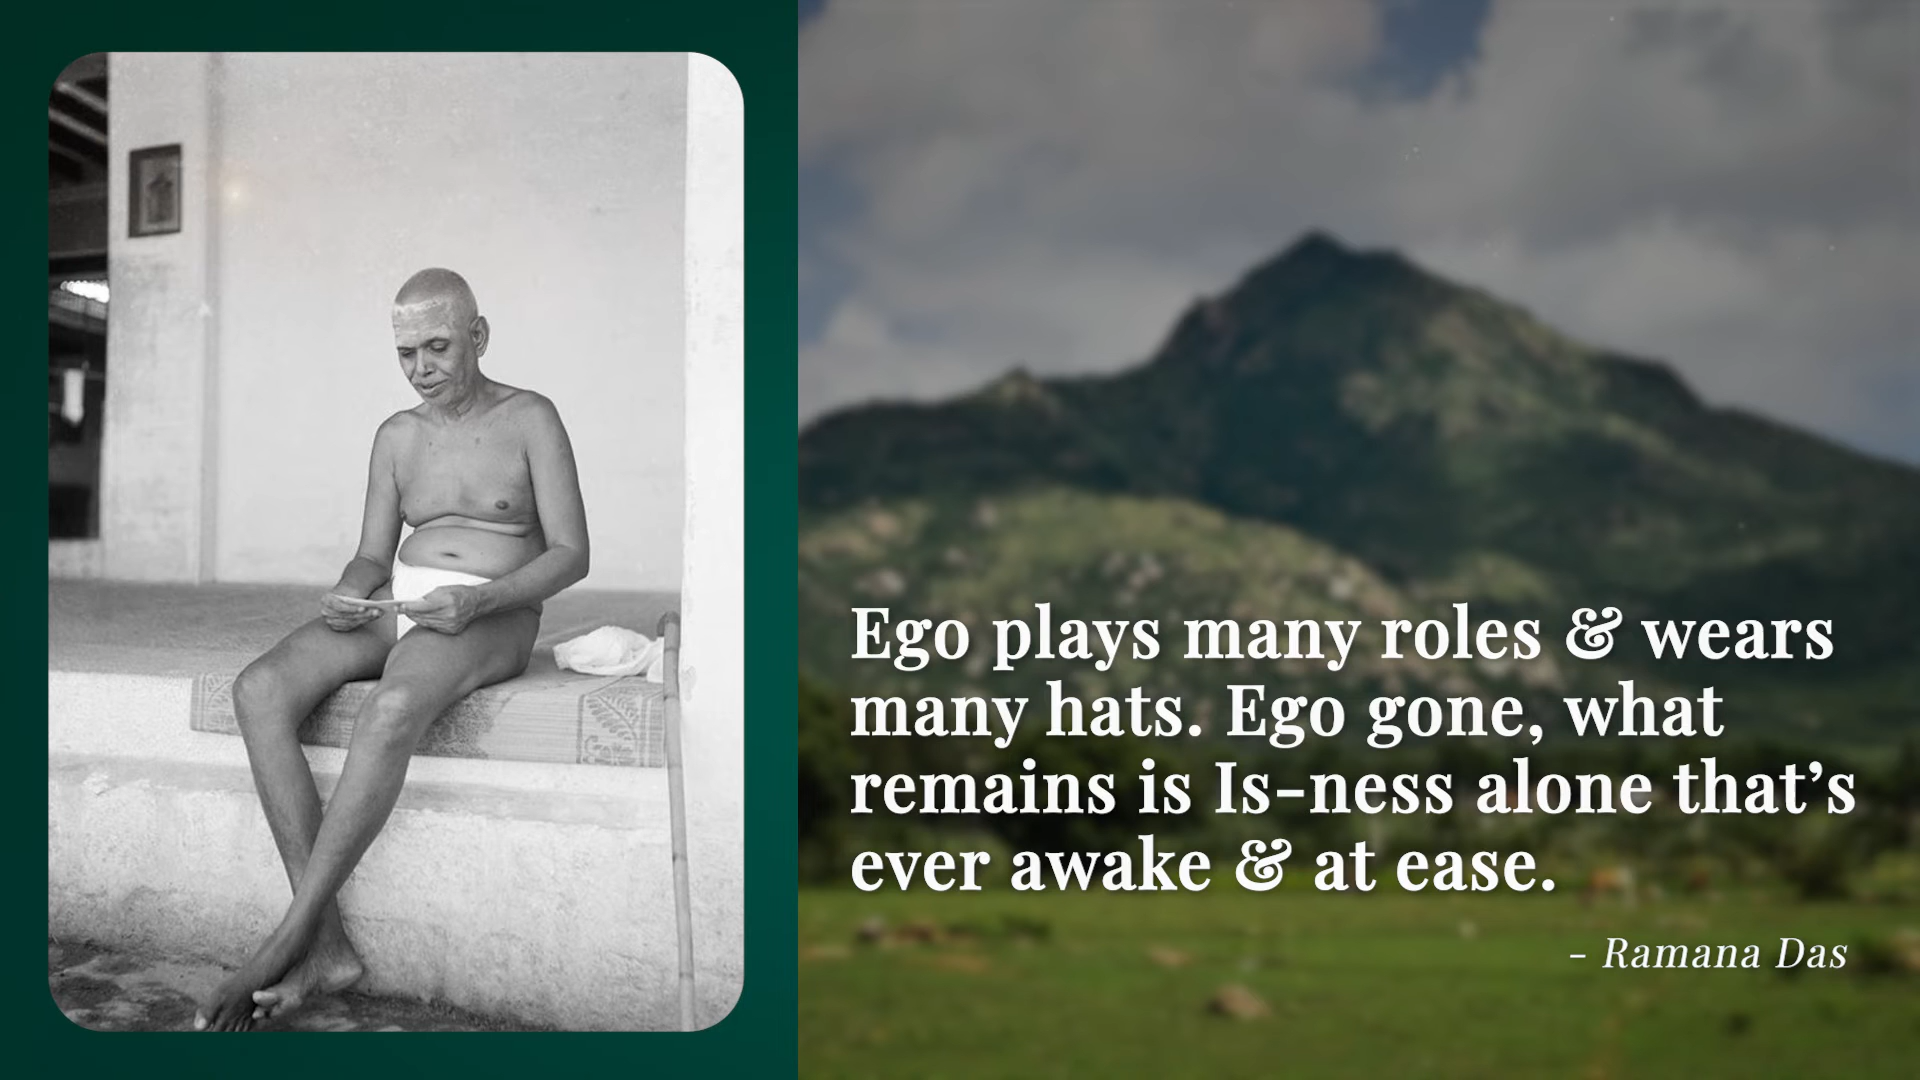 Ego plays many roles & wears
many hats. Ego gone, what
remains is Is-ness alone that’s
ever awake & at ease.
- Ramana Das